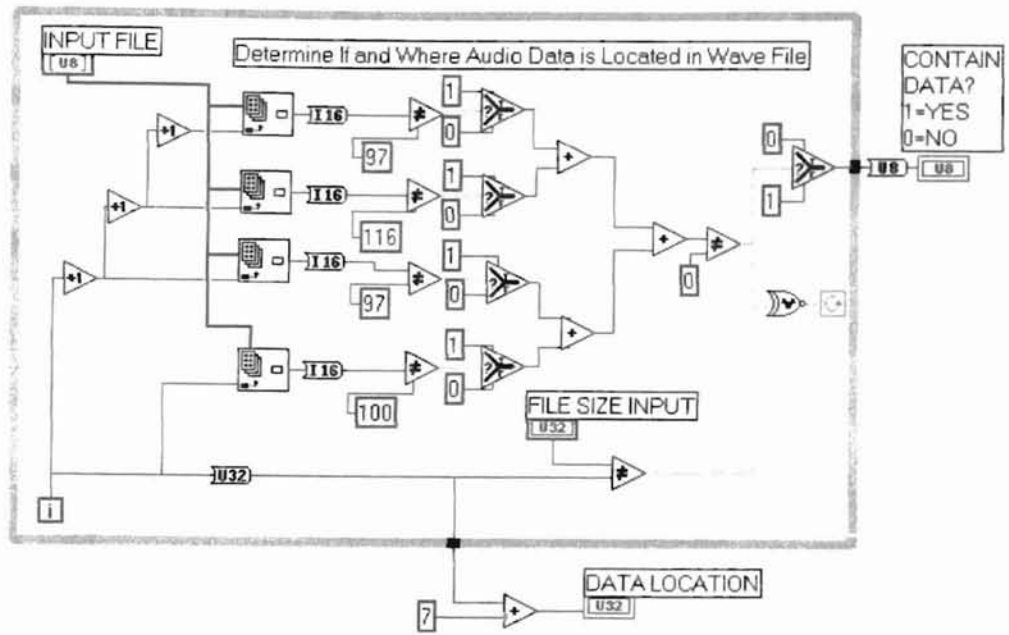 INPUT FILE
U8
Determine If and Where Audio Data is Located in Wave File
CONTAIN
DATA?
1=YES
0=NO
+1
I16
≠
97
1
?
0
+
+1
I16
≠
116
1
?
0
+
≠
0
0
?
1
U8
U8
+1
I16
≠
97
1
?
0
+
I16
≠
100
1
?
0
FILE SIZE INPUT
U32
U32
≠
i
DATA LOCATION
U32
7
+